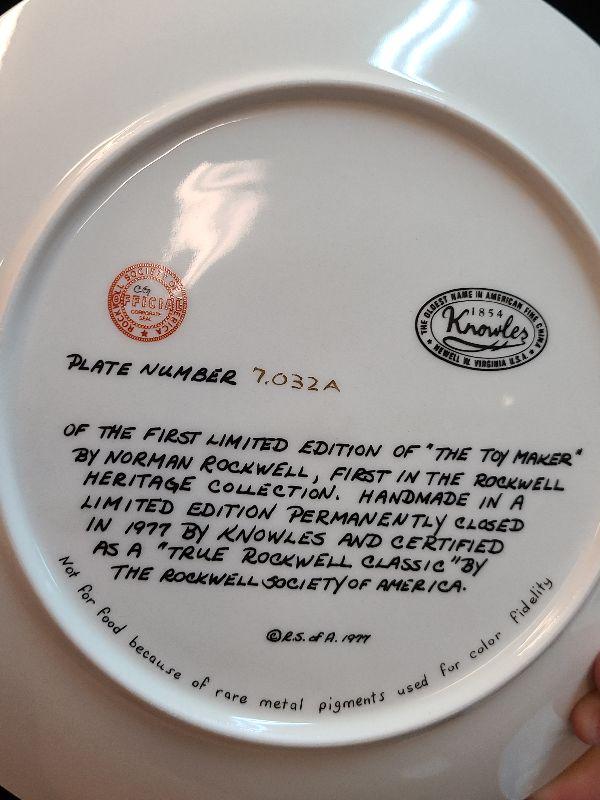 ROCKWELL SOCIETY OF AMERICA
CG
OFFICIAL
CORPORATE
SEAL
THE OLDEST NAME IN AMERICAN FINE CHINA
1854
Knowles
NEWELL W. VIRGINIA U.S.A.
PLATE NUMBER 7.032A
OF THE FIRST LIMITED EDITION OF "THE TOY MAKER"
BY NORMAN ROCKWELL, FIRST IN THE ROCKWELL
HERITAGE COLLECTION. HANDMADE IN A
LIMITED EDITION PERMANENTLY CLOSED
IN 1977 BY KNOWLES AND CERTIFIED
AS A "TRUE ROCKWELL CLASSIC" BY
THE ROCKWELL SOCIETY OF AMERICA.
©R.S. of A. 1977
Not for food because of rare metal pigments used for color fidelity